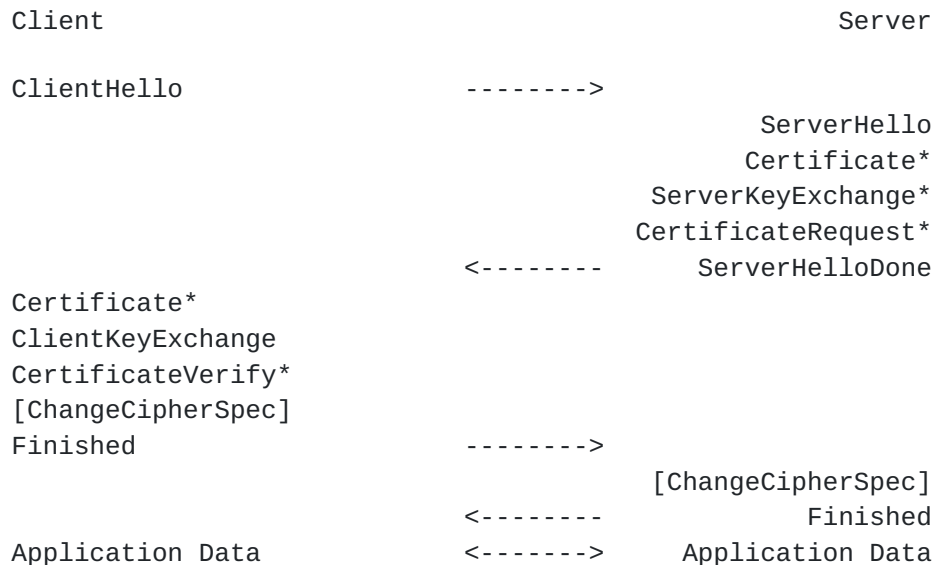 Client Server
ClientHello -------->
ServerHello
Certificate*
ServerKeyExchange*
CertificateRequest*
<-------- ServerHelloDone
Certificate*
ClientKeyExchange
CertificateVerify*
[ChangeCipherSpec]
Finished -------->
[ChangeCipherSpec]
<-------- Finished
Application Data <-------> Application Data